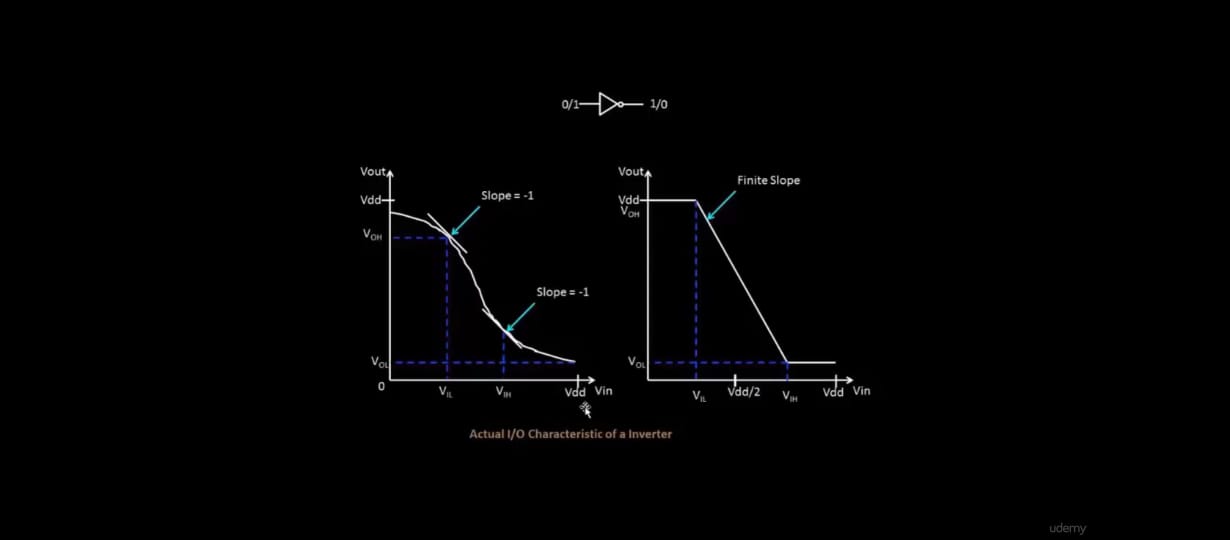 0/1 1/0
Vout
Vdd
Slope = -1
VOH
Slope = -1
VOL
0
VIL
VIH
Vdd
Vin
Vout
Vdd
VOH
Finite Slope
VOL
VIL
Vdd/2
VIH
Vdd
Vin
Actual I/O Characteristic of a Inverter
udemy